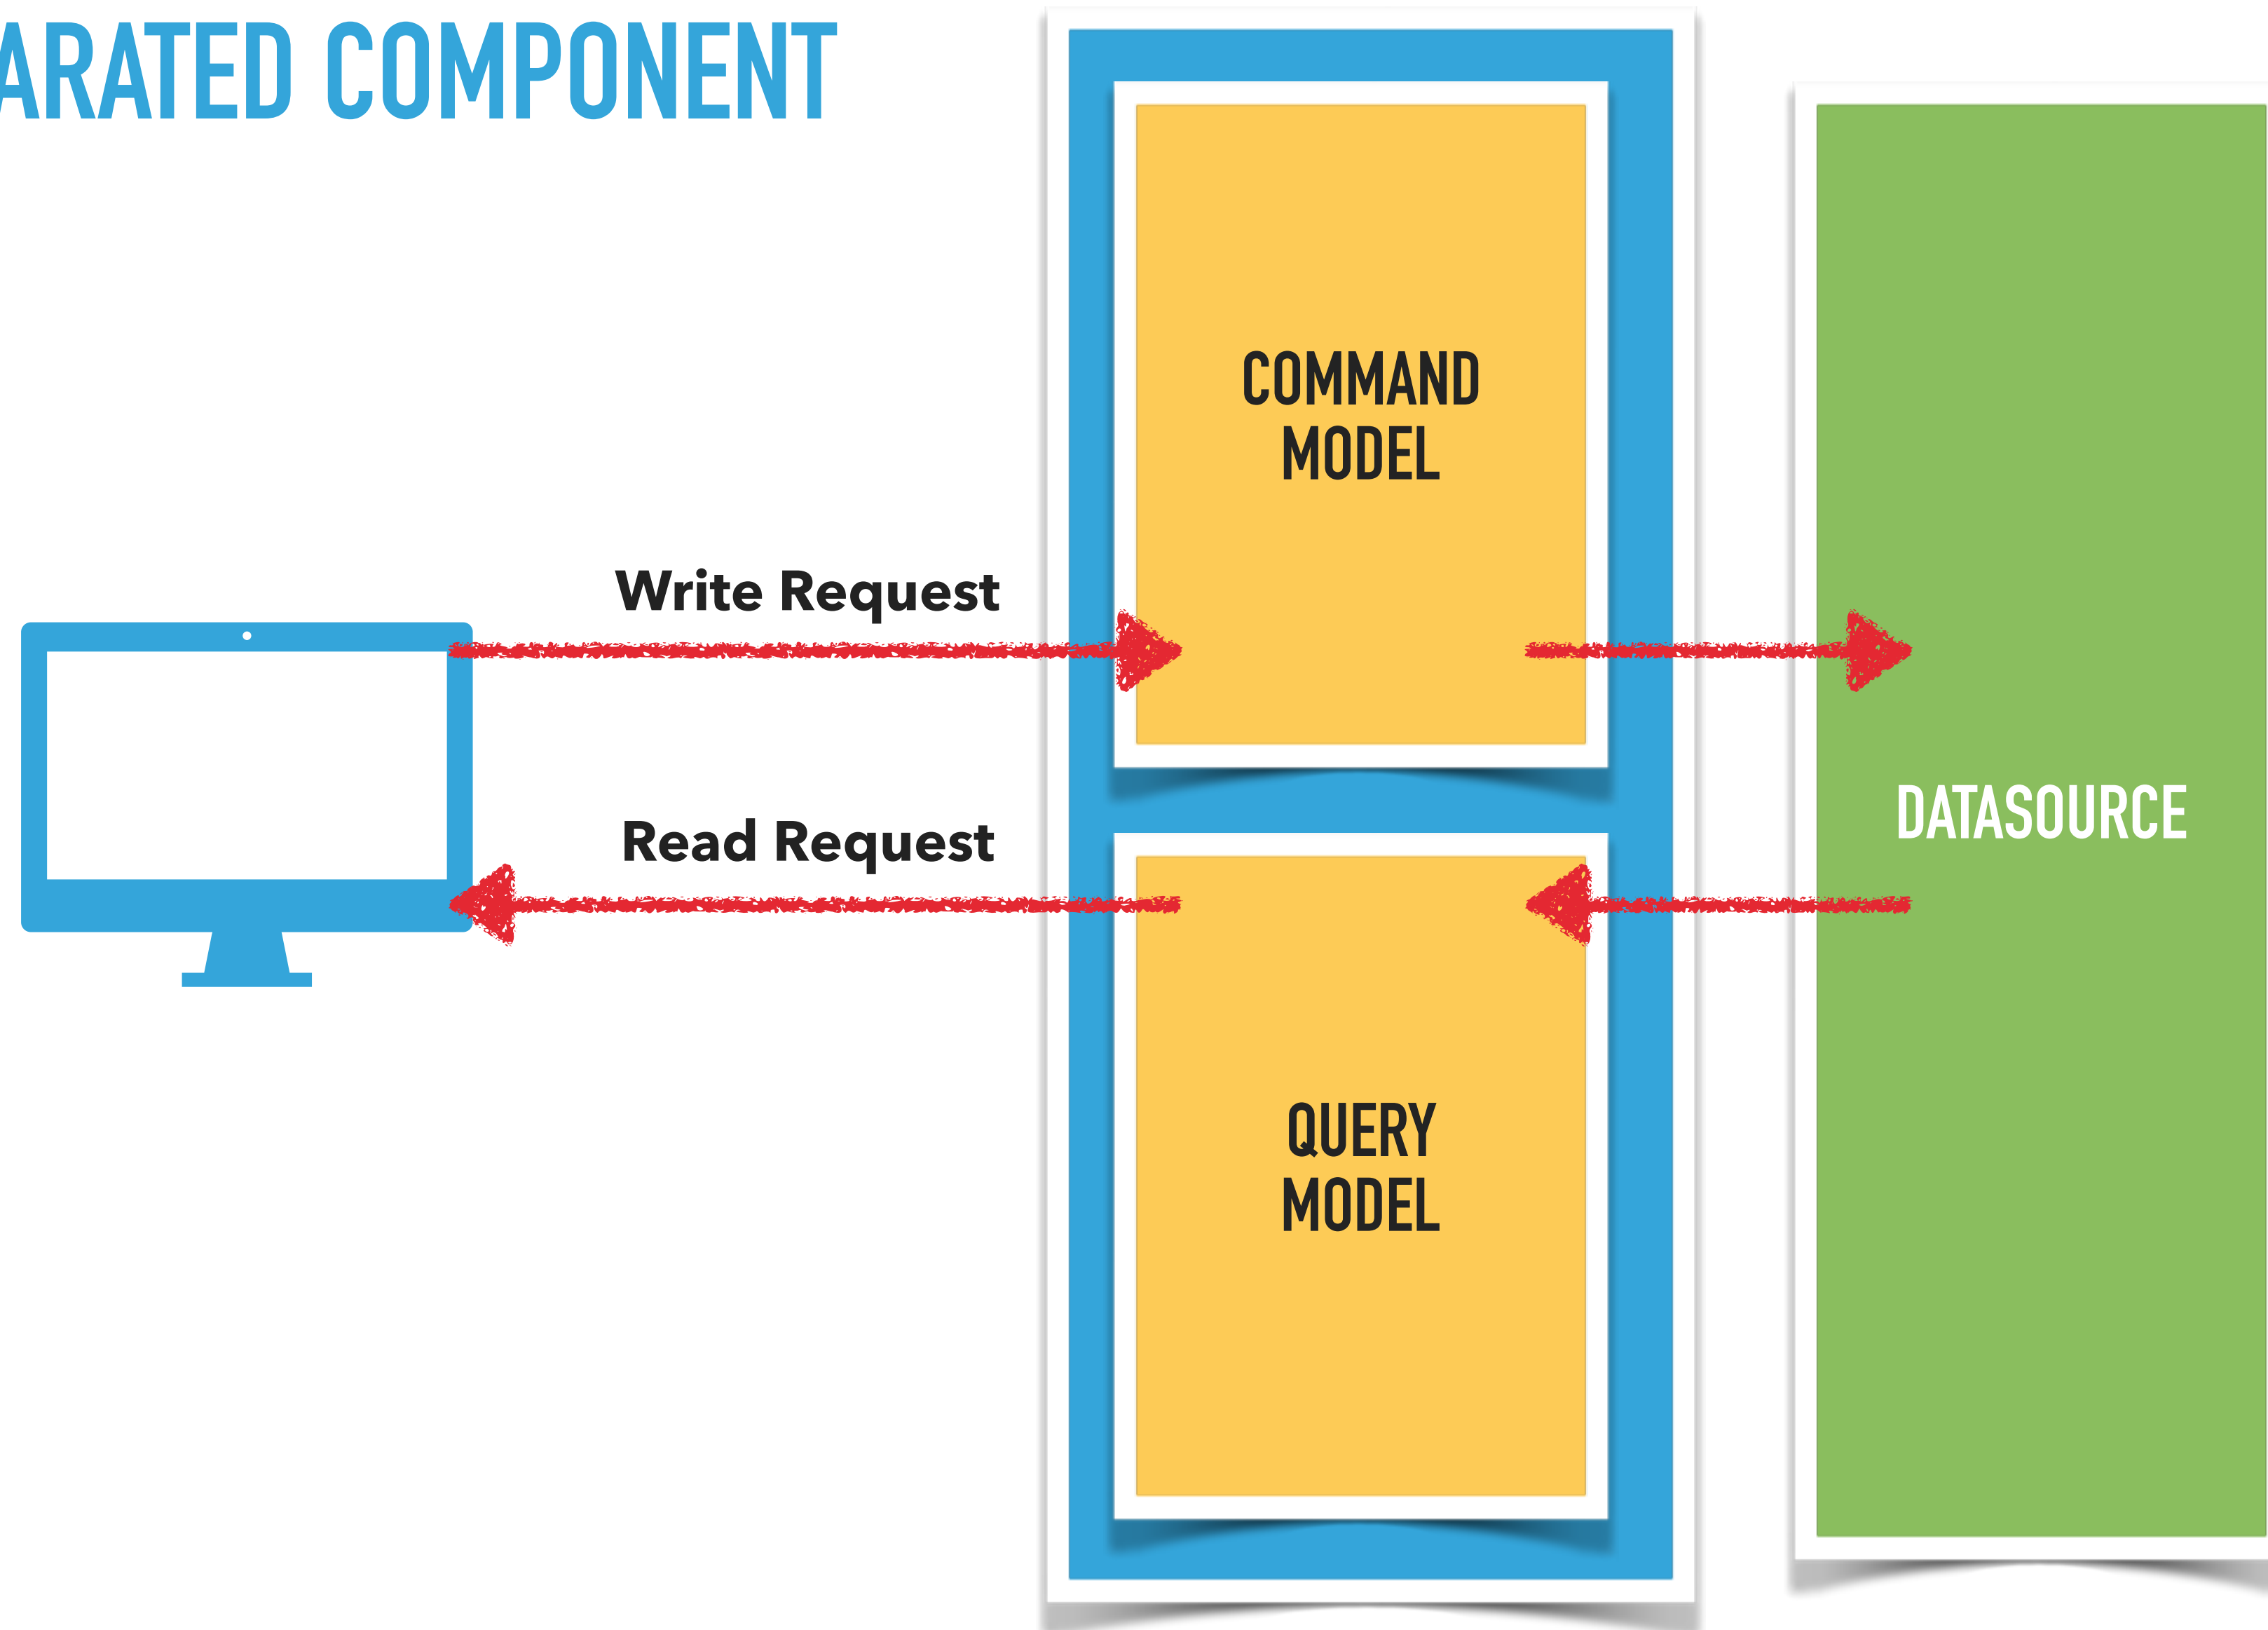 ARATED COMPONENT
COMMAND
MODEL
Write Request
Read Request
DATASOURCE
QUERY
MODEL